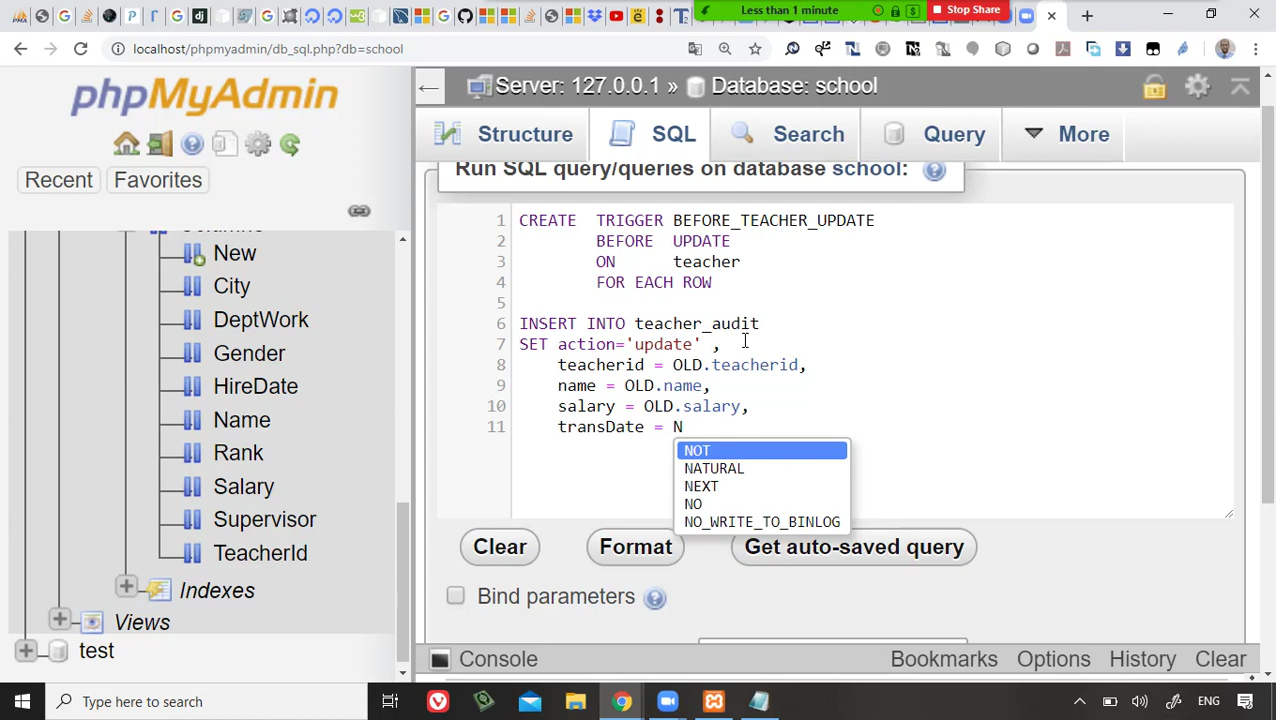 Less than 1 minute
Stop Share
localhost/phpmyadmin/db_sql.php?db=school
phpMyAdmin
Recent
Favorites
New
City
DeptWork
Gender
HireDate
Name
Rank
Salary
Supervisor
TeacherId
Indexes
Views
test
Server: 127.0.0.1 » Database: school
Structure
SQL
Search
Query
More
Run SQL query/queries on database school:
1 CREATE TRIGGER BEFORE_TEACHER_UPDATE
2 BEFORE UPDATE
3 ON teacher
4 FOR EACH ROW
5
6 INSERT INTO teacher_audit
7 SET action='update' ,
8 teacherid = OLD.teacherid,
9 name = OLD.name,
10 salary = OLD.salary,
11 transDate = N
NOT
NATURAL
NEXT
NO
NO_WRITE_TO_BINLOG
Clear
Format
Get auto-saved query
Bind parameters
Console
Bookmarks
Options
History
Clear
Type here to search
ENG